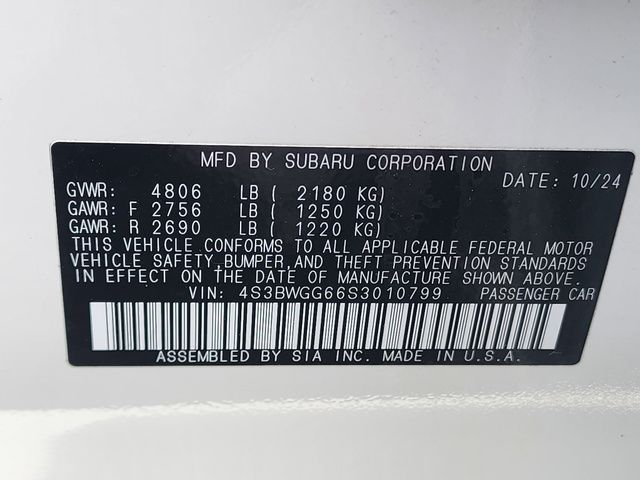 MFD BY SUBARU CORPORATION
DATE: 10/24
GVWR: 4806 LB ( 2180 KG)
GAWR: F 2756 LB ( 1250 KG)
GAWR: R 2690 LB ( 1220 KG)
THIS VEHICLE CONFORMS TO ALL APPLICABLE FEDERAL MOTOR
VEHICLE SAFETY,BUMPER,AND THEFT PREVENTION STANDARDS
IN EFFECT ON THE DATE OF MANUFACTURE SHOWN ABOVE.
VIN: 4S3BWGG66S3010799 PASSENGER CAR
ASSEMBLED BY SIA INC. MADE IN U.S.A.